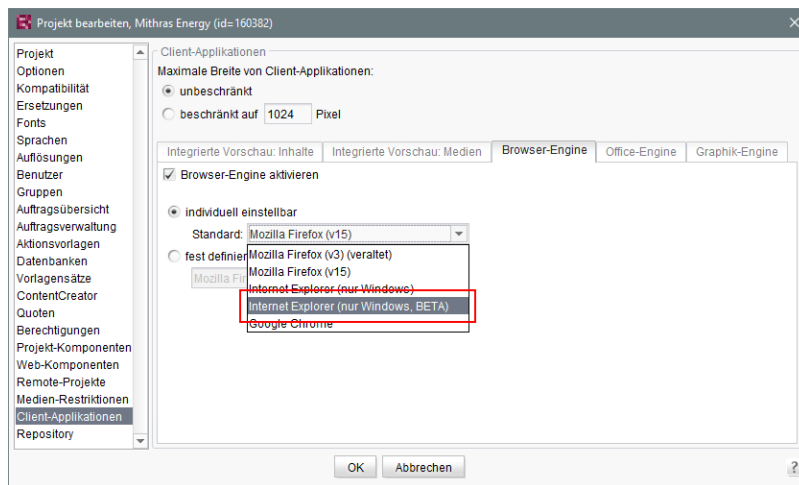 Projekt bearbeiten, Mithras Energy (id=160382)
Projekt
Optionen
Kompatibilität
Ersetzungen
Fonts
Sprachen
Auflösungen
Benutzer
Gruppen
Auftragsübersicht
Auftragsverwaltung
Aktionsvorlagen
Datenbanken
Vorlagensätze
ContentCreator
Quoten
Berechtigungen
Projekt-Komponenten
Web-Komponenten
Remote-Projekte
Medien-Restriktionen
Client-Applikationen
Repository
Client-Applikationen
Maximale Breite von Client-Applikationen:
unbeschränkt
beschränkt auf 1024 Pixel
Integrierte Vorschau: Inhalte Integrierte Vorschau: Medien Browser-Engine Office-Engine Graphik-Engine
Browser-Engine aktivieren
individuell einstellbar
Standard: Mozilla Firefox (v15)
fest definier
Mozilla Fir
Mozilla Firefox (v3) (veraltet)
Mozilla Firefox (v15)
Internet Explorer (nur Windows)
Internet Explorer (nur Windows, BETA)
Google Chrome
OK Abbrechen
?